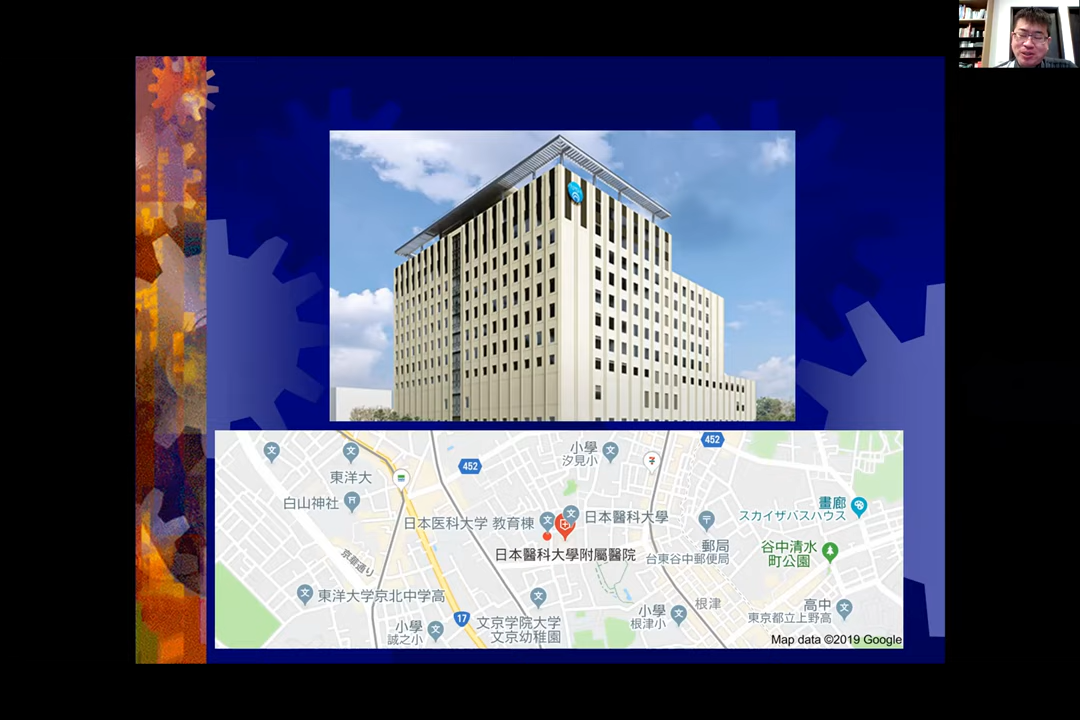 452
452
小學
汐見小
東洋大
白山神社
日本医科大学 教育棟
日本醫科大學
日本醫科大學附屬醫院
畫廊
スカイザバスハウス
郵局
台東谷中郵便局
谷中清水
町公園
京華通り
東洋大学京北中学高
17
小學
誠之小
文京学院大学
文京幼稚園
小學
根津小
根津
高中
東京都立上野高
Map data ©2019 Google